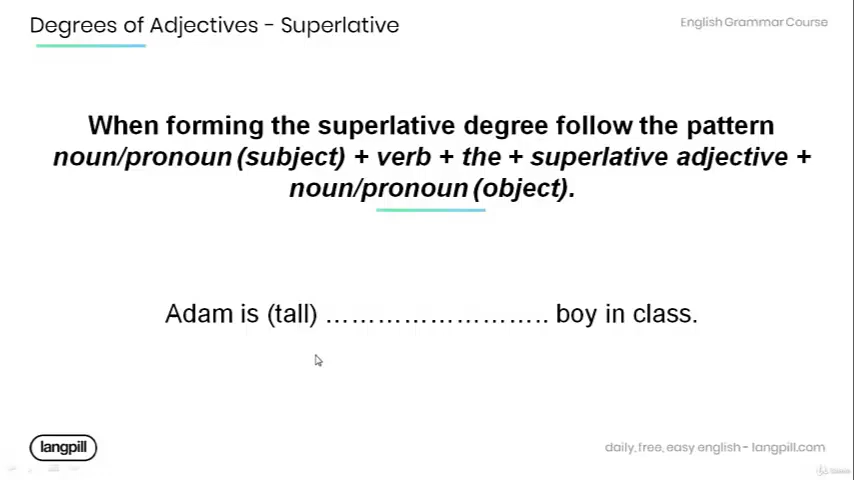 Degrees of Adjectives - Superlative
English Grammar Course
When forming the superlative degree follow the pattern
noun/pronoun (subject) + verb + the + superlative adjective +
noun/pronoun (object).
Adam is (tall) …………………….. boy in class.
langpill
daily, free, easy english - langpill.com